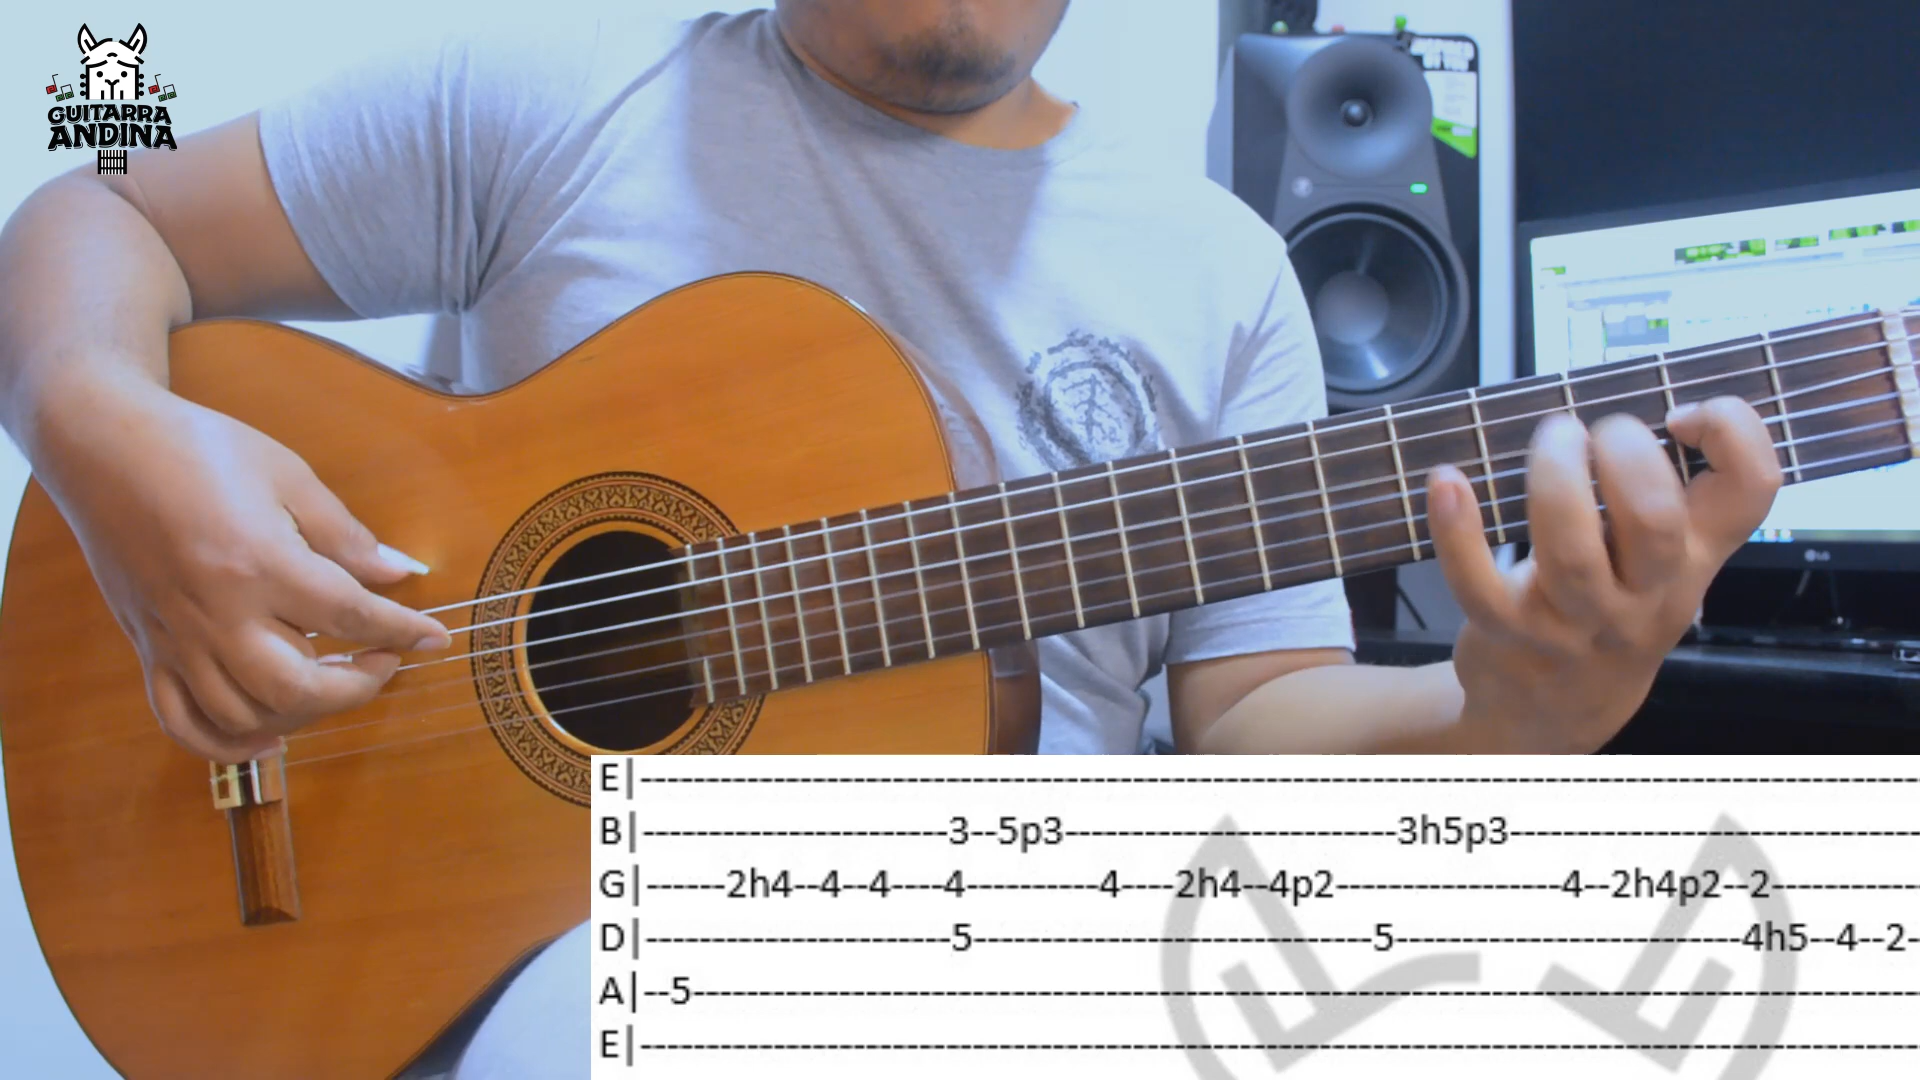 GUITARRA
ANDINA
E|------------------------------------------------------------------------------------------------
B|-----------------------3--5p3-------------------------3h5p3-------------------------------
G|------2h4--4--4----4----------4----2h4--4p2-----------------4--2h4p2--2-----------
D|-----------------------5-------------------------------5--------------------------4h5--4--2-
A|--5---------------------------------------------------------------------------------------------
E|------------------------------------------------------------------------------------------------
LG